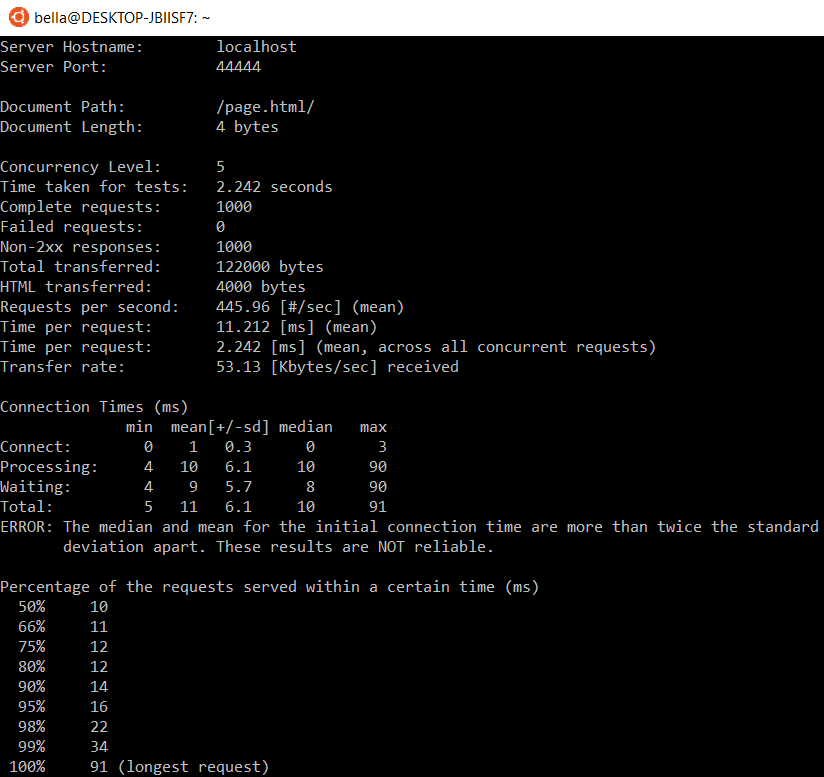 bella@DESKTOP-JBIISF7: ~
Server Hostname:        localhost
Server Port:            44444
Document Path:          /page.html/
Document Length:        4 bytes
Concurrency Level:      5
Time taken for tests:   2.242 seconds
Complete requests:      1000
Failed requests:        0
Non-2xx responses:      1000
Total transferred:      122000 bytes
HTML transferred:       4000 bytes
Requests per second:    445.96 [#/sec] (mean)
Time per request:       11.212 [ms] (mean)
Time per request:       2.242 [ms] (mean, across all concurrent requests)
Transfer rate:          53.13 [Kbytes/sec] received
Connection Times (ms)
              min  mean[+/-sd] median   max
Connect:        0    1   0.3      0       3
Processing:     4   10   6.1     10      90
Waiting:        4    9   5.7      8      90
Total:          5   11   6.1     10      91
ERROR: The median and mean for the initial connection time are more than twice the standard
       deviation apart. These results are NOT reliable.
Percentage of the requests served within a certain time (ms)
  50%     10
  66%     11
  75%     12
  80%     12
  90%     14
  95%     16
  98%     22
  99%     34
 100%     91 (longest request)